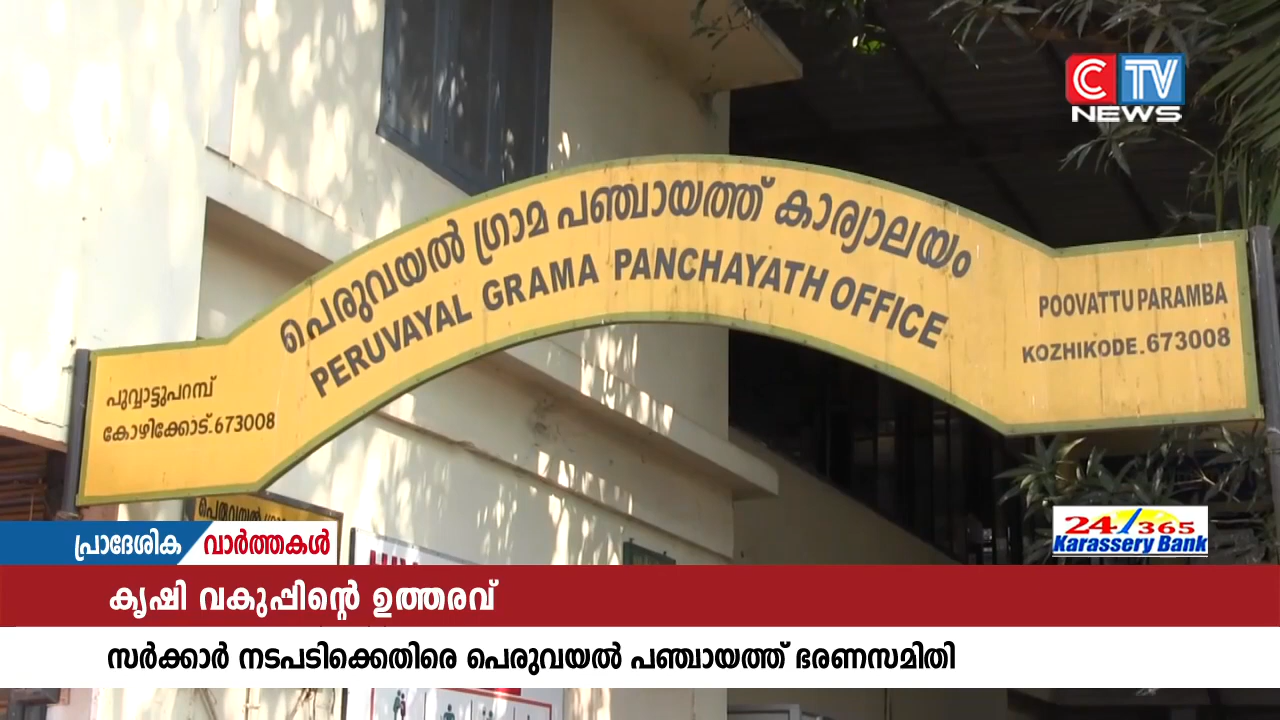 CTV
NEWS
പെരുവയൽ ഗ്രാമ പഞ്ചായത്ത് കാര്യാലയം
PERUVAYAL GRAMA PANCHAYATH OFFICE
POOVATTU PARAMBA
KOZHIKODE.673008
പൂവ്വാട്ടുപറമ്പ്
കോഴിക്കോട്.673008
പെരുവയൽ
24/365
Karassery Bank
പ്രാദേശിക വാർത്തകൾ
കൃഷി വകുപ്പിന്റെ ഉത്തരവ്
സർക്കാർ നടപടിക്കെതിരെ പെരുവയൽ പഞ്ചായത്ത് ഭരണസമിതി